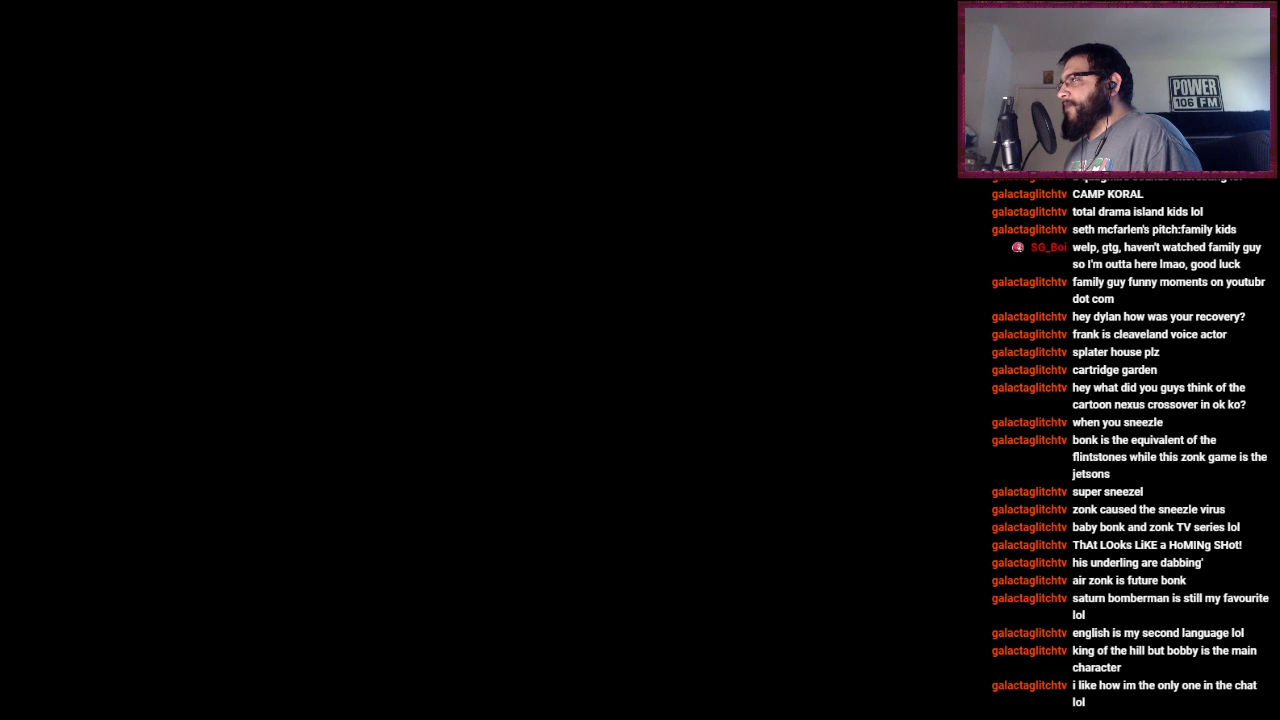 POWER
106 FM
galactaglitchtv CAMP KORAL
galactaglitchtv total drama island kids lol
galactaglitchtv seth mcfarlen's pitch:family kids
SG_Boi welp, gtg, haven't watched family guy
so I'm outta here lmao, good luck
galactaglitchtv family guy funny moments on youtubr
dot com
galactaglitchtv hey dylan how was your recovery?
galactaglitchtv frank is cleaveland voice actor
galactaglitchtv splater house plz
galactaglitchtv cartridge garden
galactaglitchtv hey what did you guys think of the
cartoon nexus crossover in ok ko?
galactaglitchtv when you sneezle
galactaglitchtv bonk is the equivalent of the
flintstones while this zonk game is the
jetsons
galactaglitchtv super sneezel
galactaglitchtv zonk caused the sneezle virus
galactaglitchtv baby bonk and zonk TV series lol
galactaglitchtv ThAt LOoks LiKE a HoMINg SHot!
galactaglitchtv his underling are dabbing'
galactaglitchtv air zonk is future bonk
galactaglitchtv saturn bomberman is still my favourite
lol
galactaglitchtv english is my second language lol
galactaglitchtv king of the hill but bobby is the main
character
galactaglitchtv i like how im the only one in the chat
lol